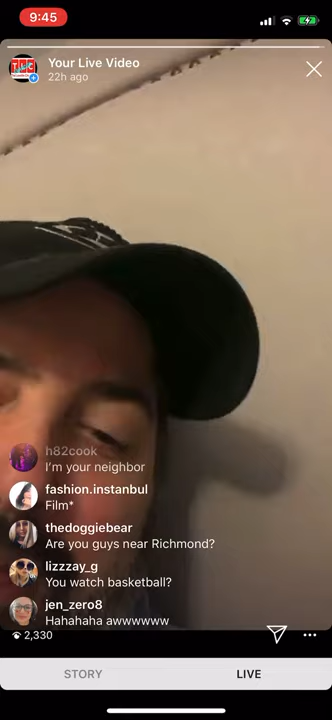 9:45
Your Live Video
22h ago
h82cook
I'm your neighbor
fashion.instanbul
Film*
thedoggiebear
Are you guys near Richmond?
lizzzay_g
You watch basketball?
jen_zero8
Hahahaha awwwwww
2,330
STORY
LIVE